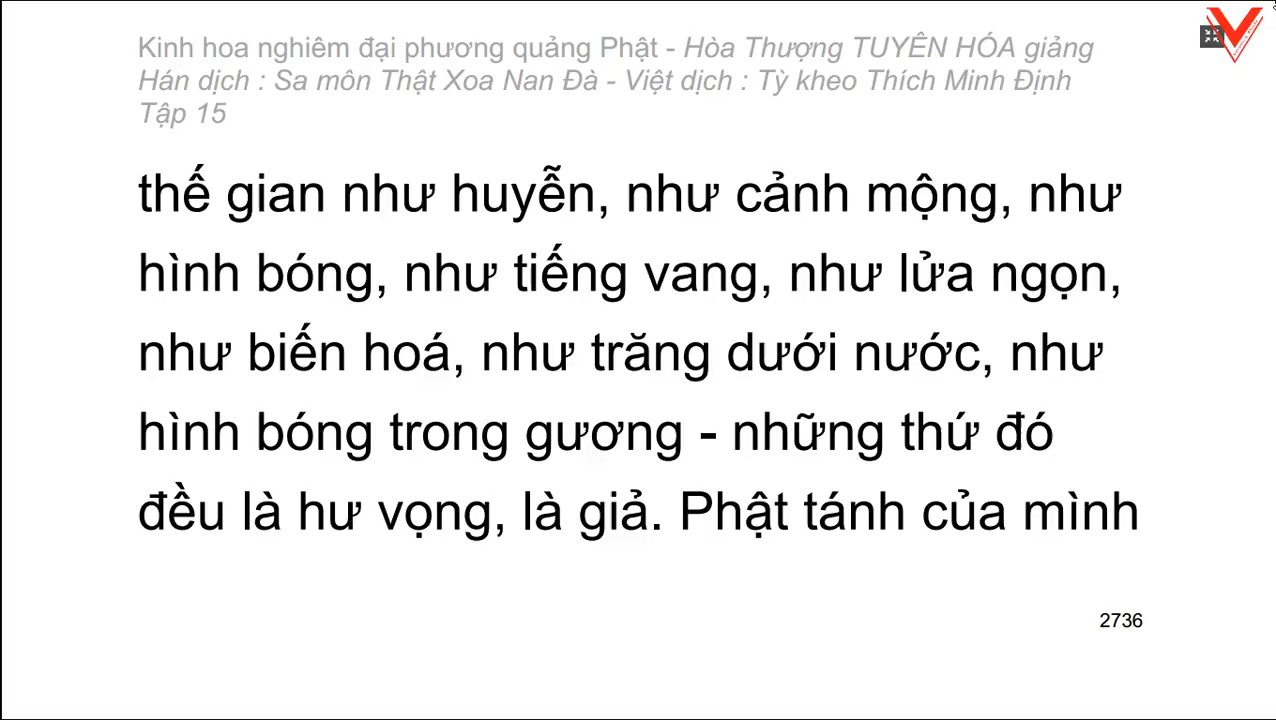 Kinh hoa nghiêm đại phương quảng Phật - Hòa Thượng TUYÊN HÓA giảng
Hán dịch : Sa môn Thật Xoa Nan Đà - Việt dịch : Tỳ kheo Thích Minh Định
Tập 15
thế gian như huyễn, như cảnh mộng, như
hình bóng, như tiếng vang, như lửa ngọn,
như biến hoá, như trăng dưới nước, như
hình bóng trong gương - những thứ đó
đều là hư vọng, là giả. Phật tánh của mình
2736